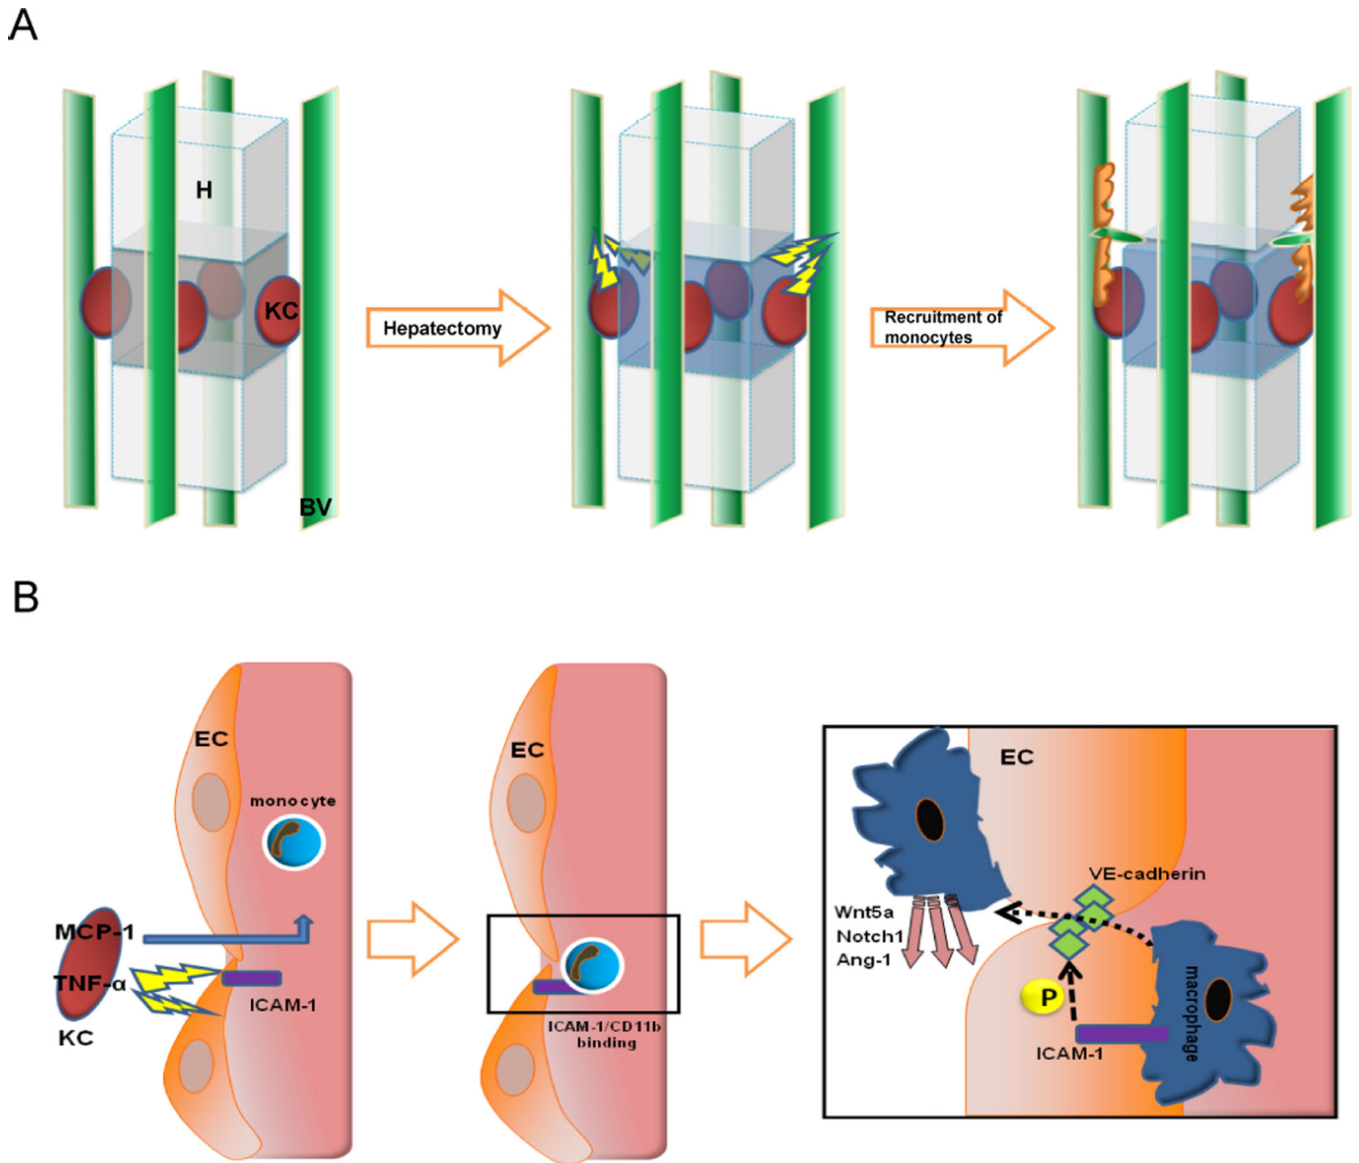 A
H
KC
BV
Hepatectomy
Recruitment of
monocytes
B
EC
monocyte
MCP-1
TNF-α
KC
ICAM-1
EC
ICAM-1/CD11b
binding
EC
VE-cadherin
Wnt5a
Notch1
Ang-1
P
ICAM-1
macrophage